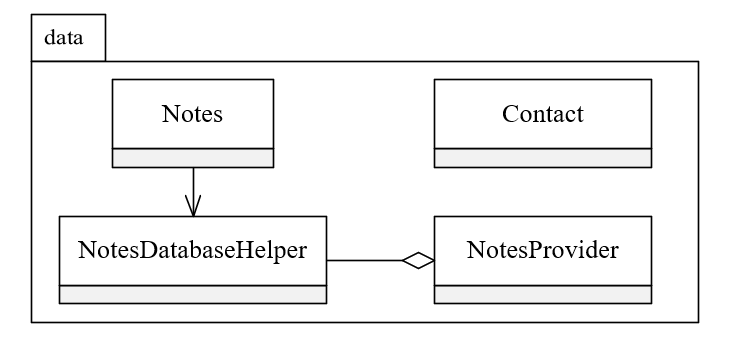 data
Notes
Contact
NotesDatabaseHelper
NotesProvider